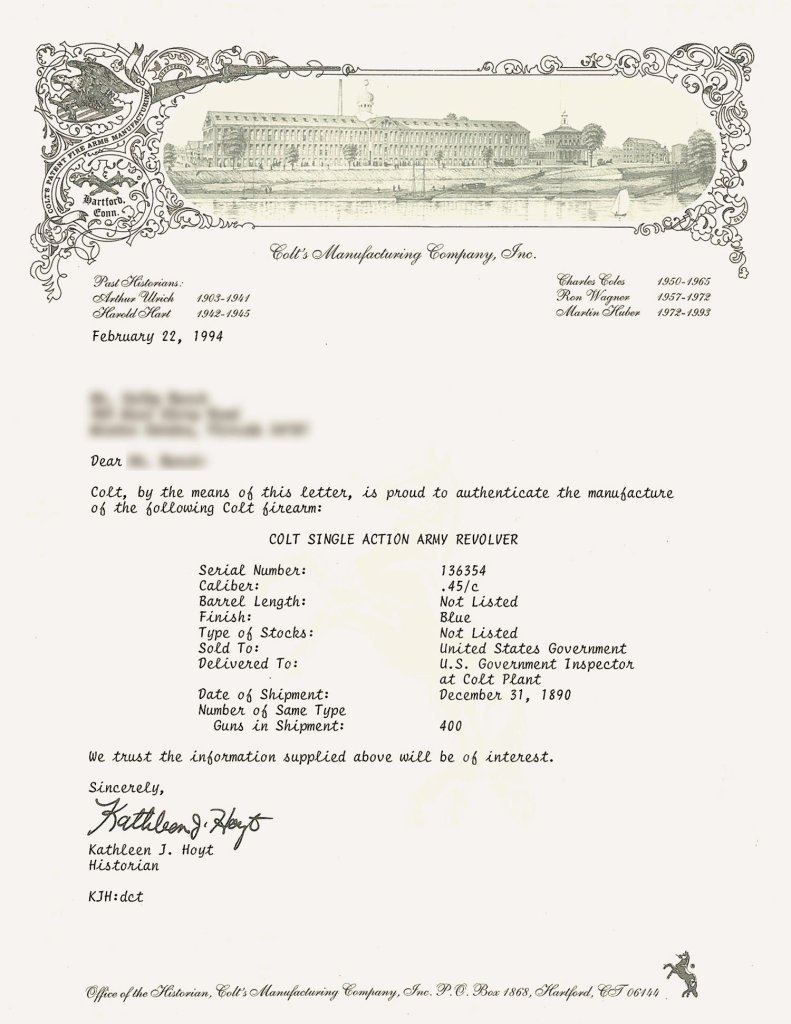 COLT'S PATENT FIRE ARMS MANUFACTURING
Hartford,
Conn.
Colt's Manufacturing Company, Inc.
Past Historians:
Arthur Ulrich 1903-1941
Harold Hart 1942-1945
Charles Coles 1950-1965
Ron Wagner 1957-1972
Martin Huber 1972-1993
February 22, 1994
Dear
Colt, by the means of this letter, is proud to authenticate the manufacture
of the following Colt firearm:
COLT SINGLE ACTION ARMY REVOLVER
Serial Number: 136354
Caliber: .45/c
Barrel Length: Not Listed
Finish: Blue
Type of Stocks: Not Listed
Sold To: United States Government
Delivered To: U.S. Government Inspector
at Colt Plant
Date of Shipment: December 31, 1890
Number of Same Type
Guns in Shipment: 400
We trust the information supplied above will be of interest.
Sincerely,
Kathleen J. Hoyt
Kathleen J. Hoyt
Historian
KJH:dct
Office of the Historian, Colt's Manufacturing Company, Inc. P.O. Box 1868, Hartford, CT 06144